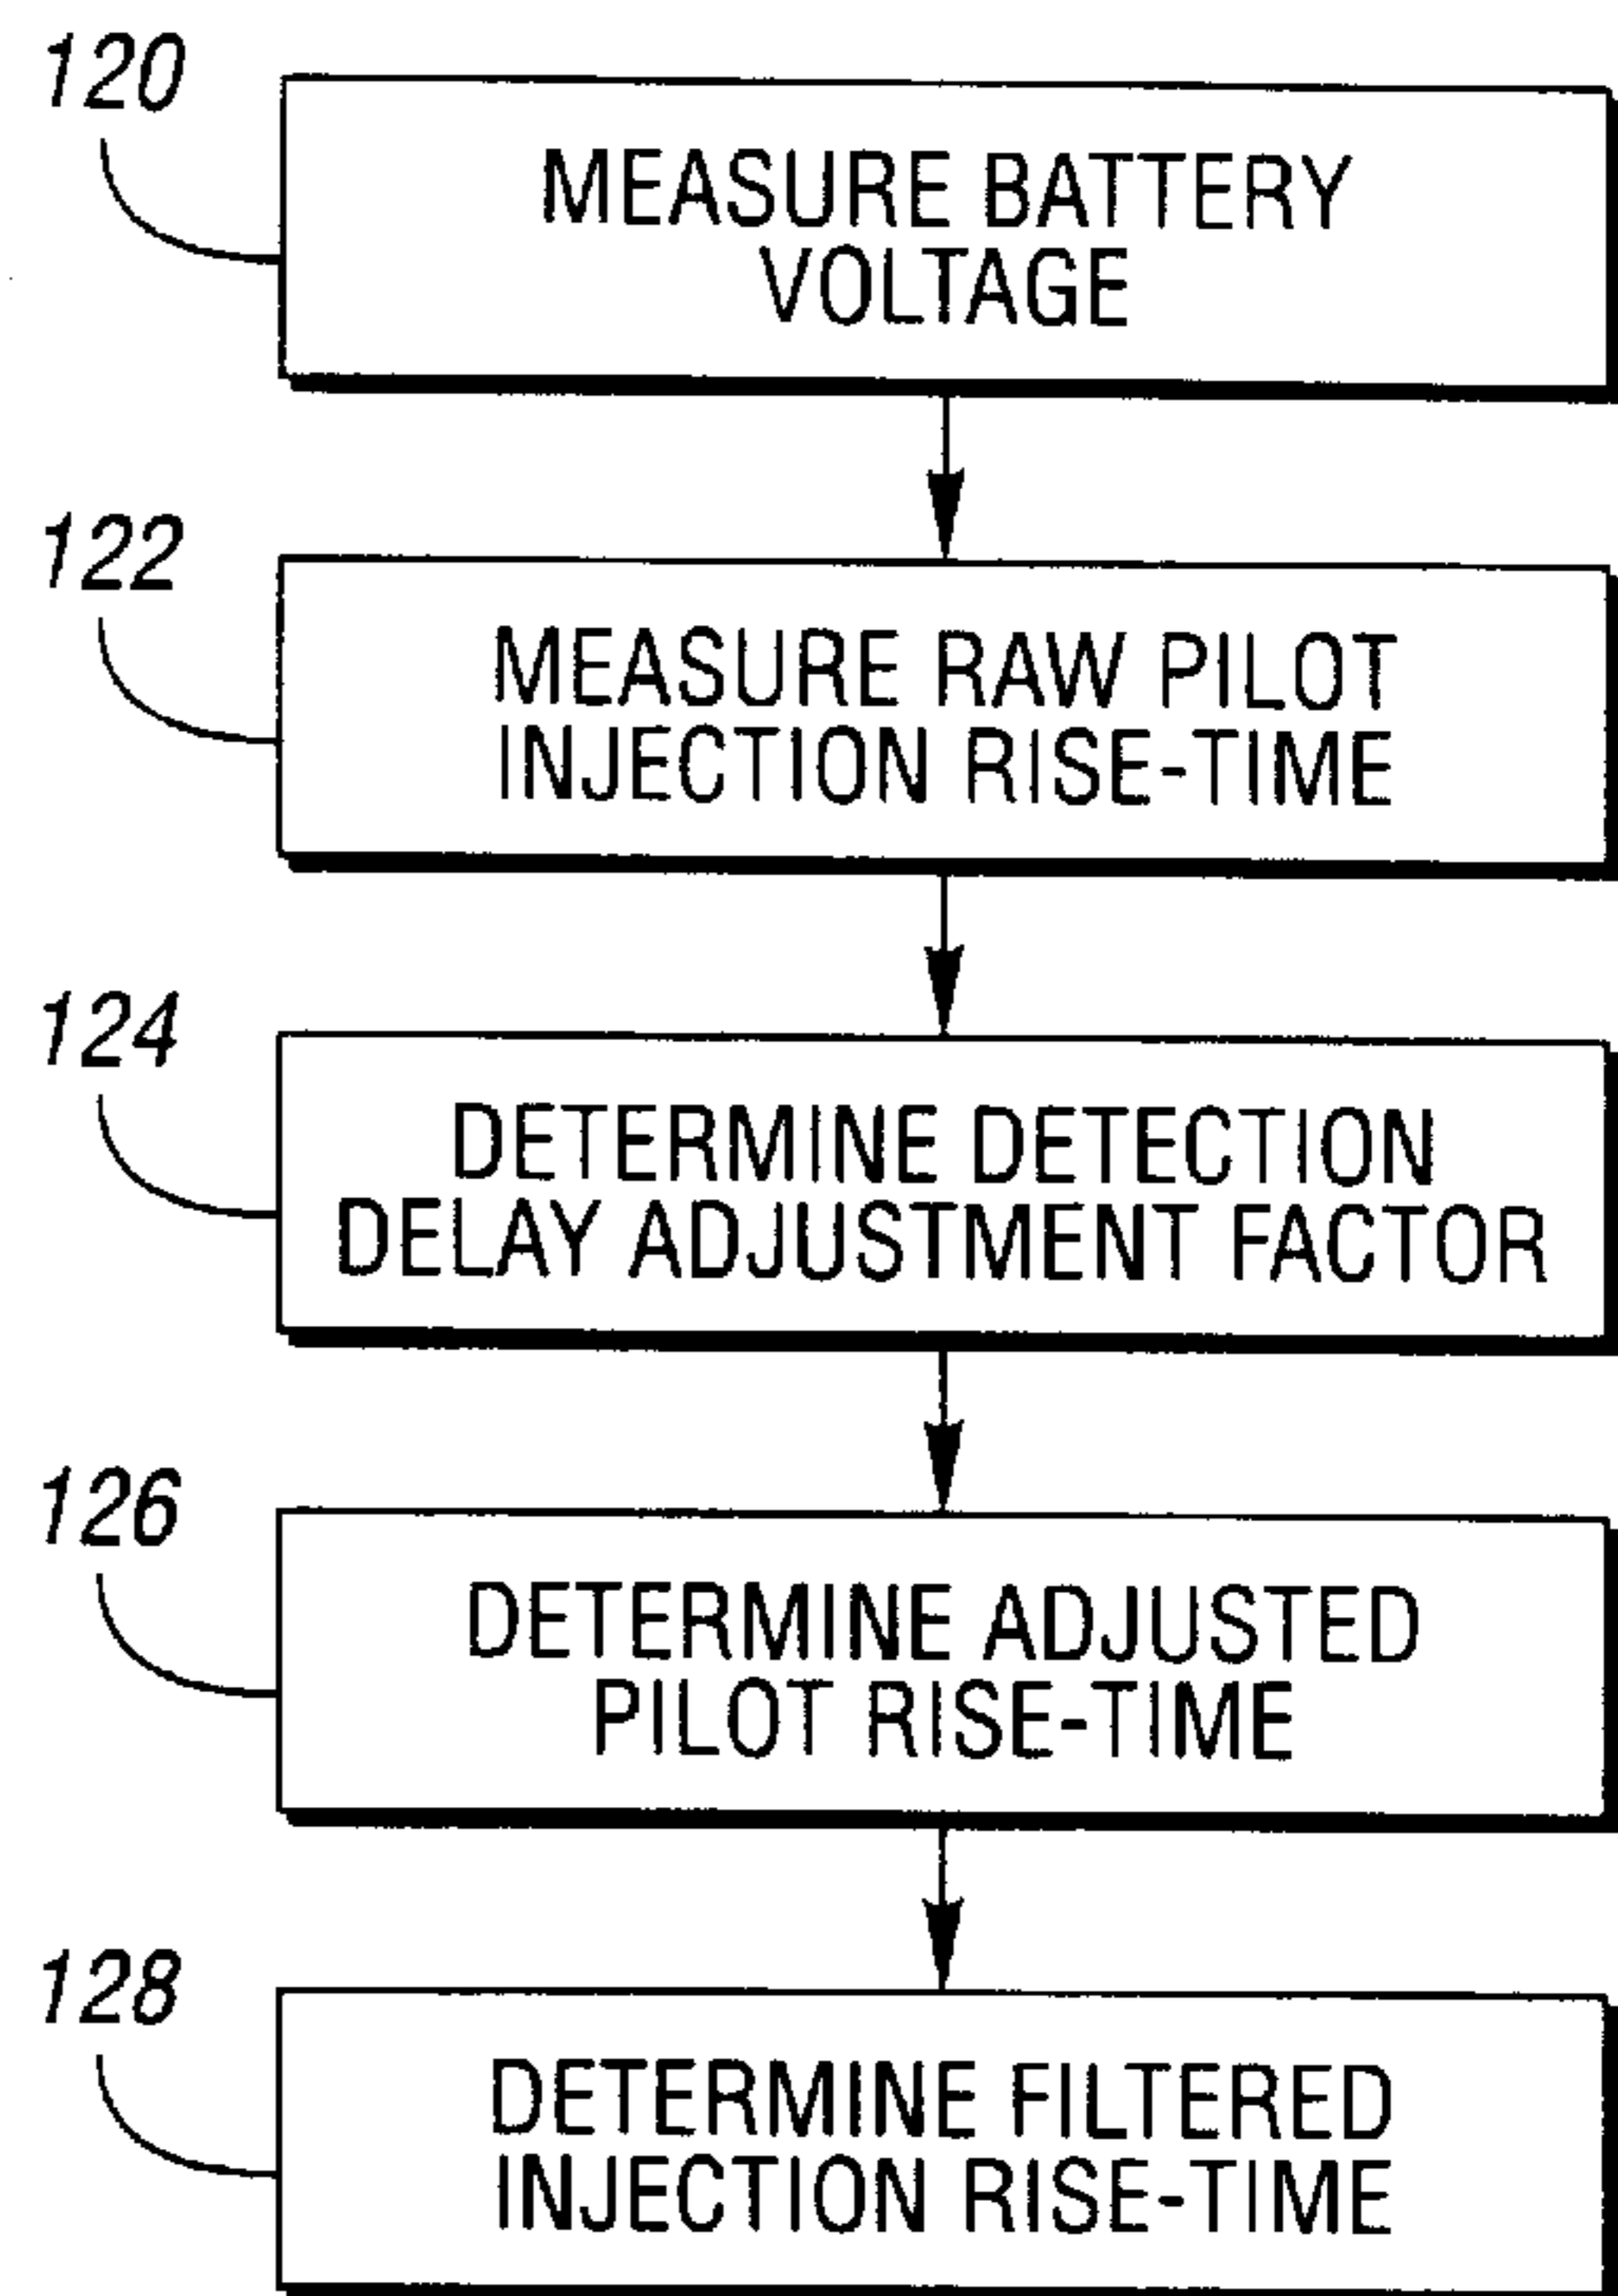 120
MEASURE BATTERY
VOLTAGE
122
MEASURE RAW PILOT
INJECTION RISE-TIME
124
DETERMINE DETECTION
DELAY ADJUSTMENT FACTOR
126
DETERMINE ADJUSTED
PILOT RISE-TIME
128
DETERMINE FILTERED
INJECTION RISE-TIME